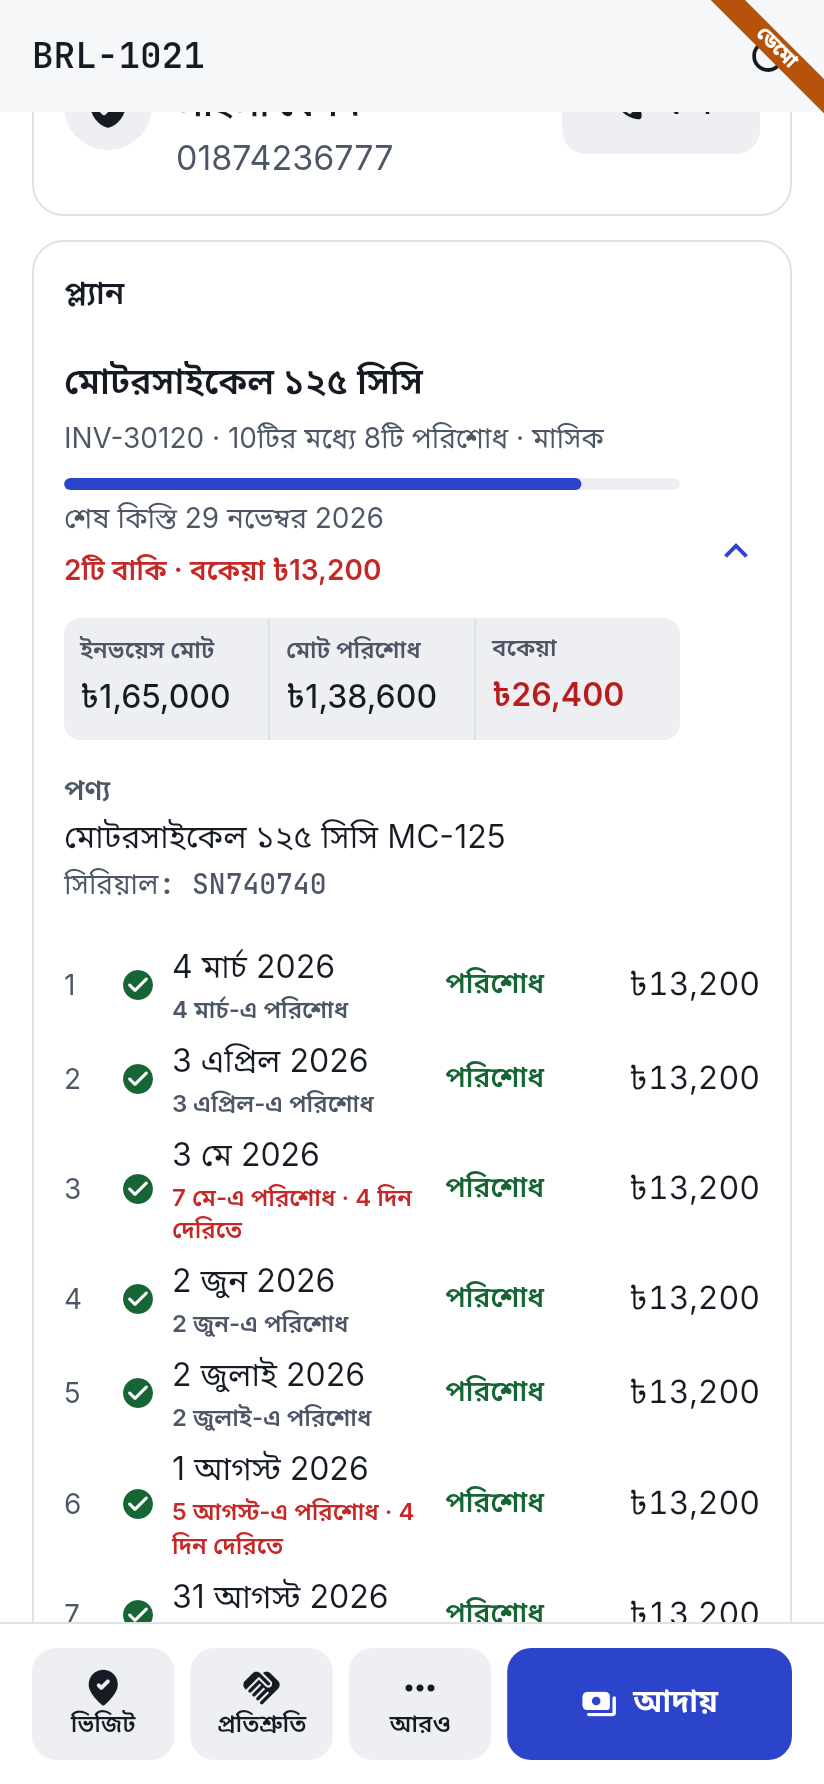 BRL-1021
ডেমো
01874236777
প্ল্যান
মোটরসাইকেল ১২৫ সিসি
INV-30120 · 10টির মধ্যে 8টি পরিশোধ · মাসিক
শেষ কিস্তি 29 নভেম্বর 2026
2টি বাকি · বকেয়া ৳13,200
ইনভয়েস মোট
৳1,65,000
মোট পরিশোধ
৳1,38,600
বকেয়া
৳26,400
পণ্য
মোটরসাইকেল ১২৫ সিসি MC-125
সিরিয়াল: SN740740
1 4 মার্চ 2026 পরিশোধ ৳13,200
4 মার্চ-এ পরিশোধ
2 3 এপ্রিল 2026 পরিশোধ ৳13,200
3 এপ্রিল-এ পরিশোধ
3 3 মে 2026 পরিশোধ ৳13,200
7 মে-এ পরিশোধ · 4 দিন
দেরিতে
4 2 জুন 2026 পরিশোধ ৳13,200
2 জুন-এ পরিশোধ
5 2 জুলাই 2026 পরিশোধ ৳13,200
2 জুলাই-এ পরিশোধ
6 1 আগস্ট 2026 পরিশোধ ৳13,200
5 আগস্ট-এ পরিশোধ · 4
দিন দেরিতে
7 31 আগস্ট 2026 পরিশোধ ৳13,200
ভিজিট
প্রতিশ্রুতি
আরও
আদায়